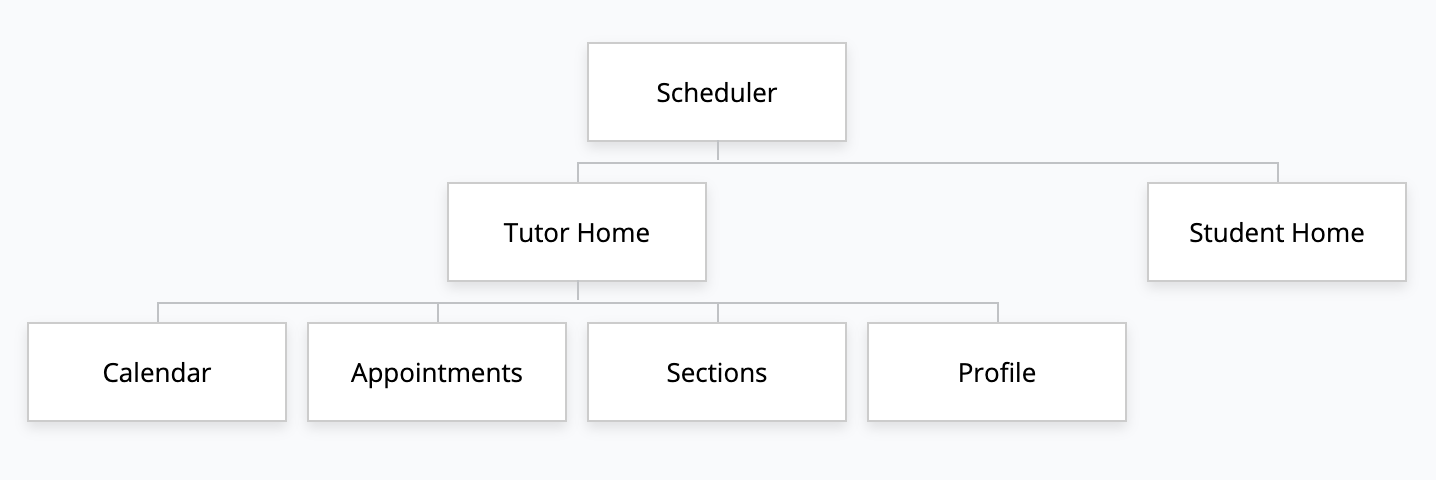 Scheduler
Tutor Home
Student Home
Calendar
Appointments
Sections
Profile